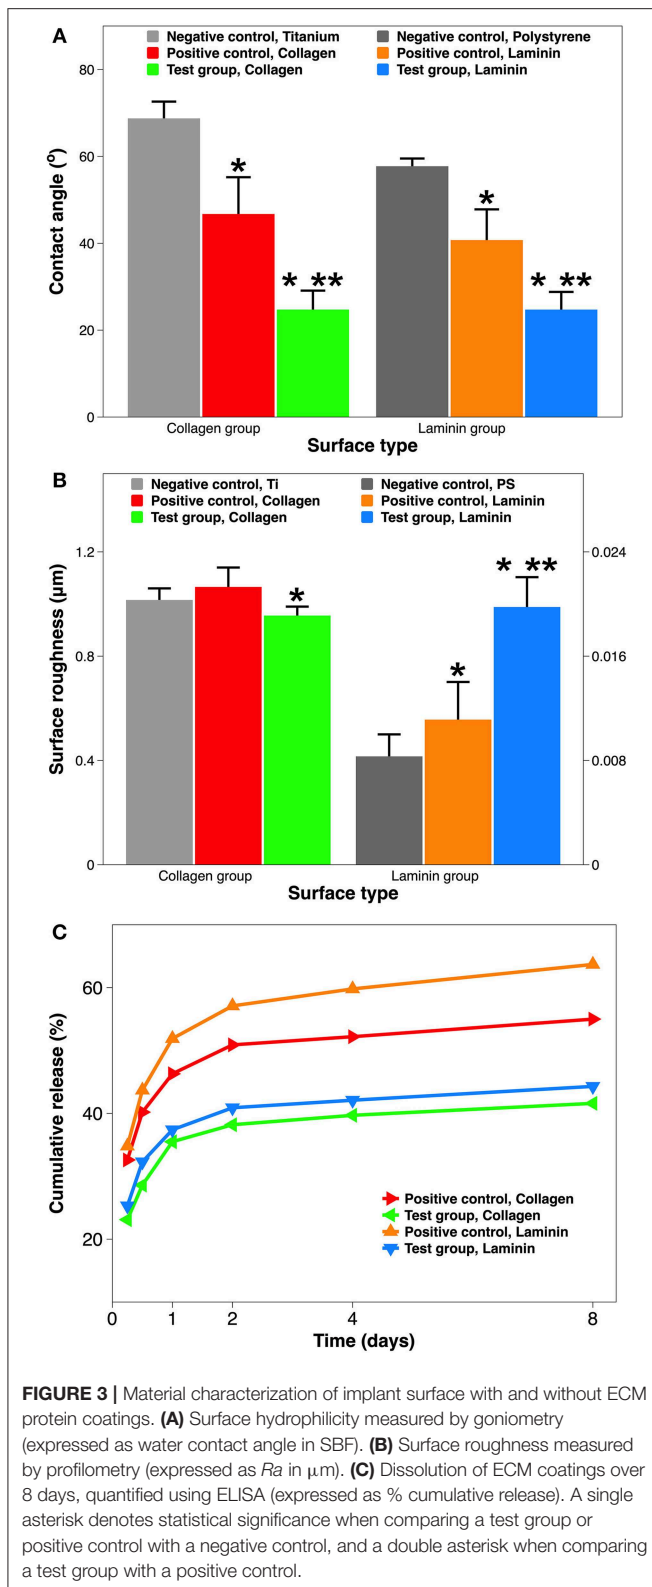 A
Negative control, Titanium
Negative control, Polystyrene
Positive control, Collagen
Positive control, Laminin
Test group, Collagen
Test group, Laminin
80
60
40
20
0
Contact angle (º)
*
* **
*
* **
Collagen group
Laminin group
Surface type
B
Negative control, Ti
Negative control, PS
Positive control, Collagen
Positive control, Laminin
Test group, Collagen
Test group, Laminin
1.2
0.8
0.4
0
Surface roughness (μm)
*
*
* **
0.024
0.016
0.008
0
Collagen group
Laminin group
Surface type
C
60
40
20
Cumulative release (%)
Positive control, Collagen
Test group, Collagen
Positive control, Laminin
Test group, Laminin
0
1
2
4
8
Time (days)
FIGURE 3 | Material characterization of implant surface with and without ECM
protein coatings. (A) Surface hydrophilicity measured by goniometry
(expressed as water contact angle in SBF). (B) Surface roughness measured
by profilometry (expressed as Ra in μm). (C) Dissolution of ECM coatings over
8 days, quantified using ELISA (expressed as % cumulative release). A single
asterisk denotes statistical significance when comparing a test group or
positive control with a negative control, and a double asterisk when comparing
a test group with a positive control.